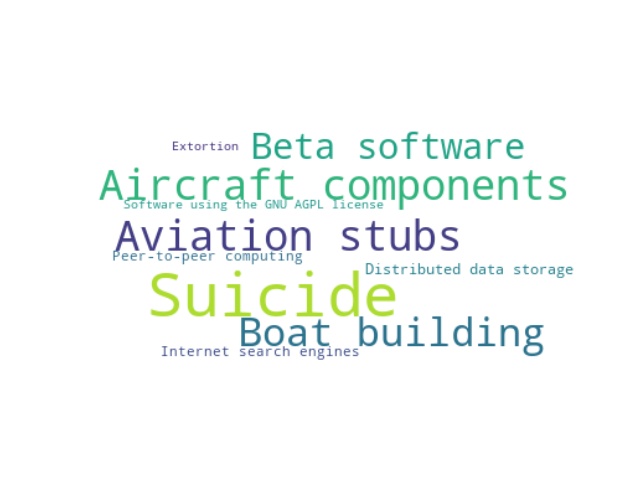 Extortion
Beta software
Aircraft components
Software using the GNU AGPL license
Aviation stubs
Peer-to-peer computing
Distributed data storage
Suicide
Boat building
Internet search engines